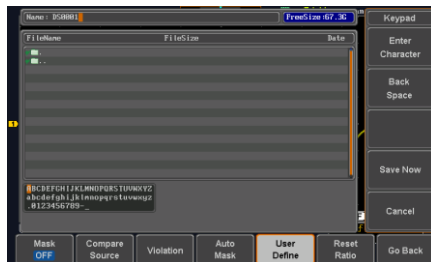 Name: DS0001
FreeSize :67.3G
Keypad
FileName FileSize Date
Enter
Character
.
..
Back
Space
1
Save Now
ABCDEFGHIJKLMNOPQRSTUVWXYZ
abcdefghijklmnopqrstuvwxyz
.0123456789-_
Cancel
Mask
OFF
Compare
Source
Violation
Auto
Mask
User
Define
Reset
Ratio
Go Back